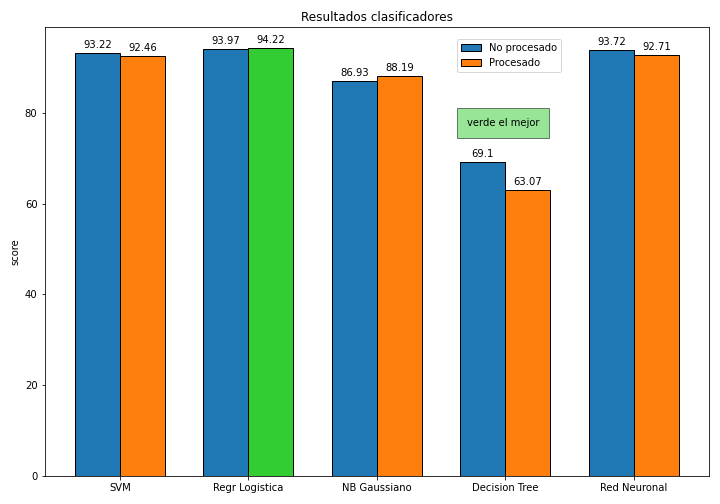 Resultados clasificadores
93.22
92.46
93.97
94.22
86.93
88.19
69.1
63.07
93.72
92.71
No procesado
Procesado
verde el mejor
score
80
60
40
20
0
SVM
Regr Logistica
NB Gaussiano
Decision Tree
Red Neuronal